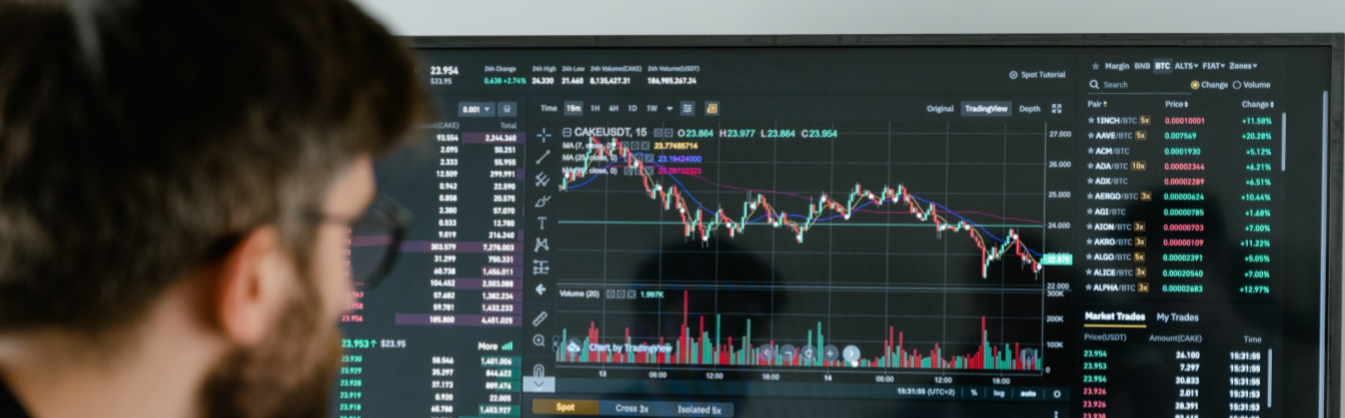 23.954
$23.95
24h Change
0.638 +2.74%
24h High
24.330
24h Low
21.460
24h Volume(CAKE)
8,135,427.31
24h Volume(USDT)
186,985,267.24
Spot Tutorial
Margin BNB BTC ALTS FIAT Zones
Search
Change Volume
0.001
Time 15m 1H 4H 1D 1W
Original TradingView Depth
(CAKE) Total
93.554 2,244.360
2.095 50.251
2.333 55.955
12.509 299.991
0.942 22.590
0.858 20.575
2.380 57.070
0.533 12.780
9.019 216.240
303.579 7,278.003
31.299 750.331
60.738 1,456.011
104.452 2,503.088
57.682 1,382.234
59.781 1,432.233
23.956 185.800 4,451.025
23.953 $23.95 More
23.930 58.546 1,401.006
23.929 35.297 844.622
23.928 37.173 889.476
23.919 0.920 22.005
23.918 60.788 1,453.927
CAKEUSDT, 15 O23.864 H23.977 L23.864 C23.954
MA (7, close, 0) 23.77485714
MA (25, close, 0) 23.19424000
27.000
26.000
25.000
24.000
22.000
Volume (20) 1.997K
300K
200K
100K
0
Chart by TradingView
13 06:00 12:00 18:00 14 06:00 12:00 18:00
15:31:55 (UTC+2) % log auto
Spot Cross 3x Isolated 5x
Pair Price Change
1INCH/BTC 5x 0.00010001 +11.58%
AAVE/BTC 5x 0.007569 +20.28%
ACM/BTC 0.0001930 +5.12%
ADA/BTC 10x 0.00002344 +6.21%
ADX/BTC 0.00002289 +6.51%
AERGO/BTC 3x 0.00000624 +10.44%
AGI/BTC 0.00000785 +1.68%
AION/BTC 3x 0.00000703 +7.00%
AKRO/BTC 3x 0.00000109 +11.22%
ALGO/BTC 5x 0.00002391 +5.05%
ALICE/BTC 3x 0.00020540 +7.00%
ALPHA/BTC 3x 0.00002683 +12.97%
Market Trades My Trades
Price(USDT) Amount(CAKE) Time
23.954 26.100 15:31:55
23.953 7.297 15:31:55
23.954 20.833 15:31:55
23.926 2.011 15:31:53
23.926 28.391 15:31:53